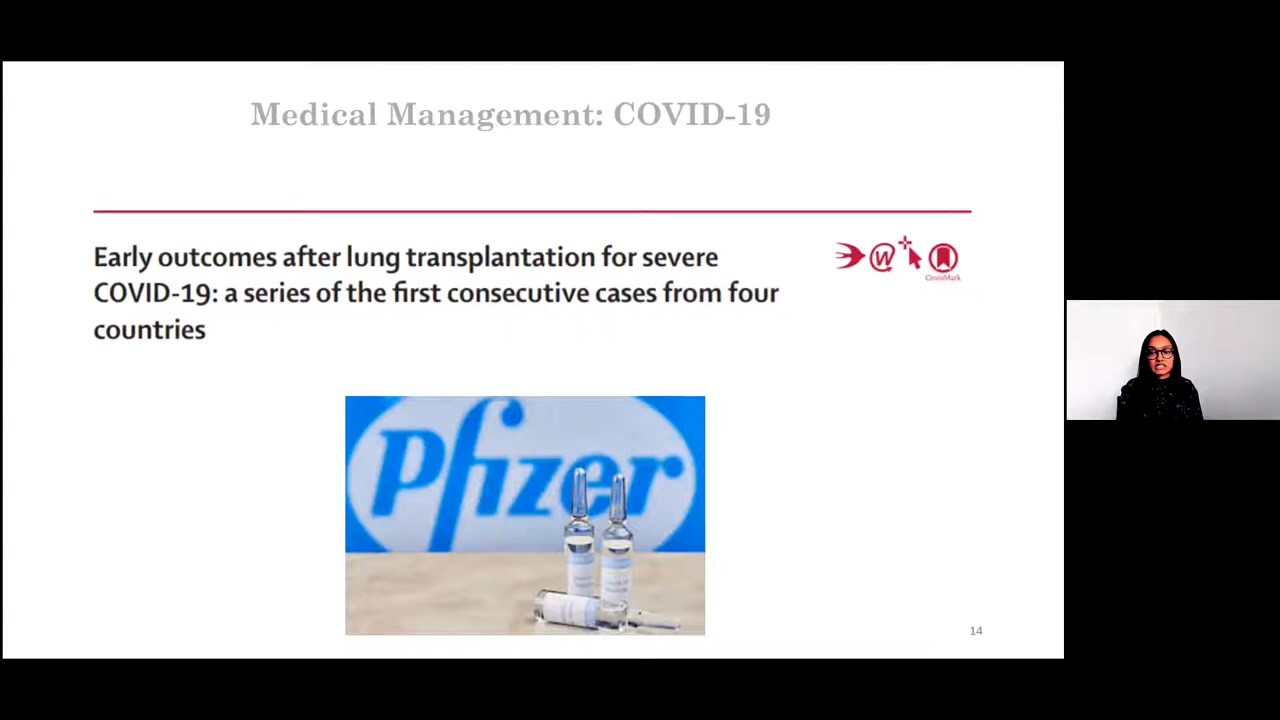 Medical Management: COVID-19
Early outcomes after lung transplantation for severe
COVID-19: a series of the first consecutive cases from four
countries
W
CrossMark
Pfizer
14